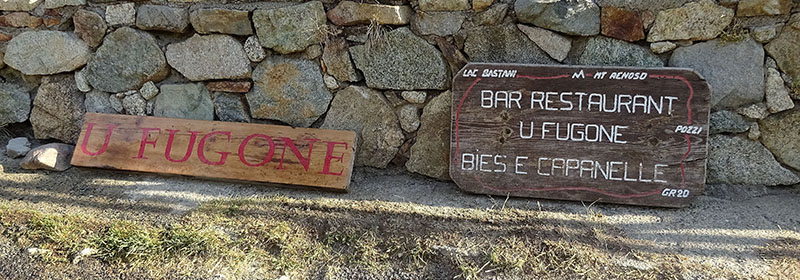 U FUGONE
LAC BASTANI MT RENOSO
BAR RESTAURANT
U FUGONE
POZZI
BIES E CAPANELLE
GR20